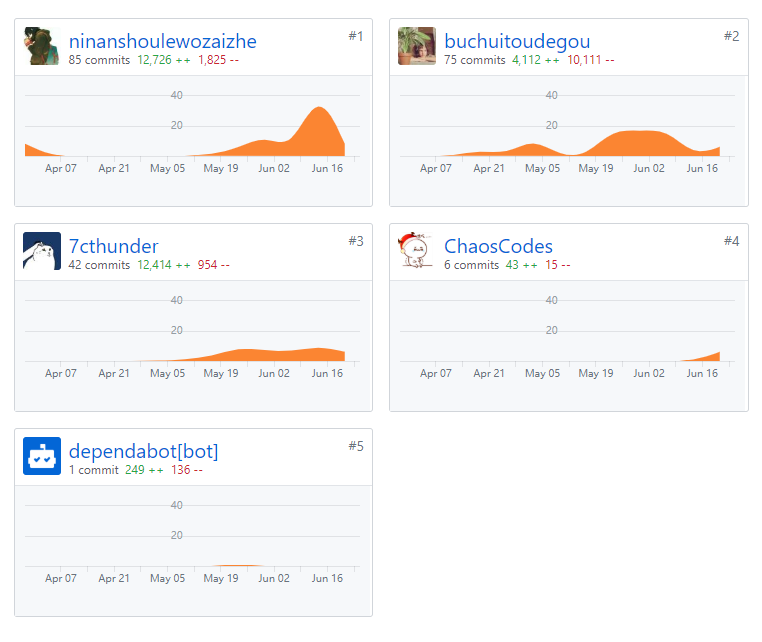 ninanshoulewozaizhe #1
85 commits 12,726 ++ 1,825 --
40
20
Apr 07 Apr 21 May 05 May 19 Jun 02 Jun 16
buchuitoudegou #2
75 commits 4,112 ++ 10,111 --
40
20
Apr 07 Apr 21 May 05 May 19 Jun 02 Jun 16
7cthunder #3
42 commits 12,414 ++ 954 --
40
20
Apr 07 Apr 21 May 05 May 19 Jun 02 Jun 16
ChaosCodes #4
6 commits 43 ++ 15 --
40
20
Apr 07 Apr 21 May 05 May 19 Jun 02 Jun 16
dependabot[bot] #5
1 commit 249 ++ 136 --
40
20
Apr 07 Apr 21 May 05 May 19 Jun 02 Jun 16